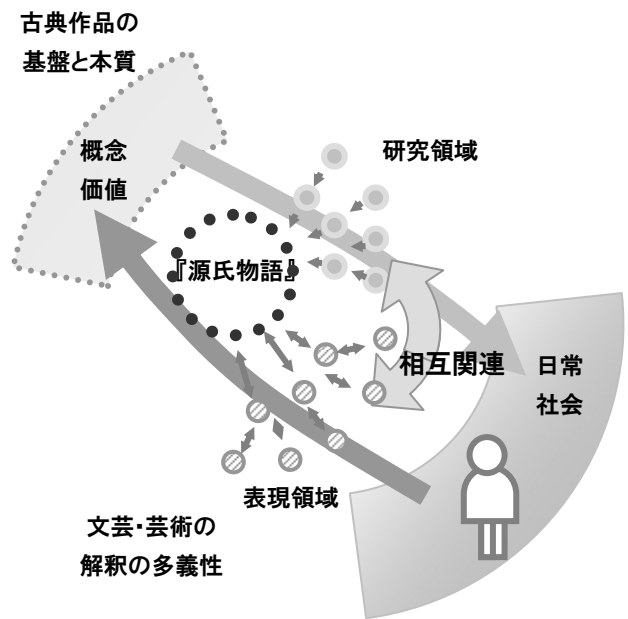 古典作品の
基盤と本質
概念
価値
研究領域
『源氏物語』
相互関連
日常
社会
表現領域
文芸・芸術の
解釈の多義性